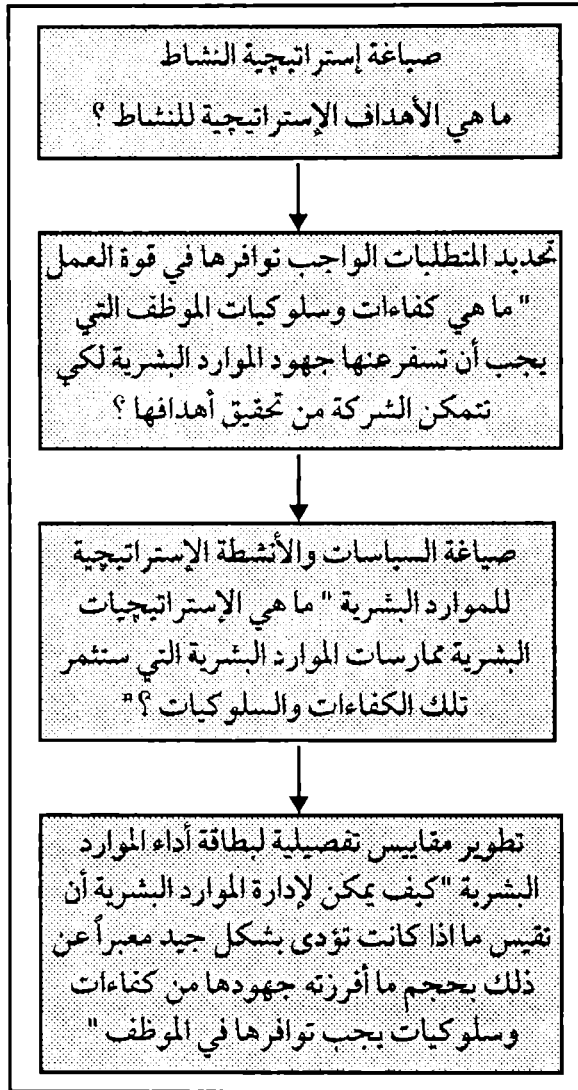 صياغة إستراتيجية النشاط
ما هي الأهداف الإستراتيجية للنشاط ؟
تحديد المتطلبات الواجب توافرها في قوة العمل
" ما هي كفاءات وسلوكيات الموظف التي
يجب أن تسفر عنها جهود الموارد البشرية لكي
تتمكن الشركة من تحقيق أهدافها ؟
صياغة السياسات والأنشطة الإستراتيجية
للموارد البشرية " ما هي الإستراتيجيات
البشرية ممارسات الموارد البشرية التي ستثمر
تلك الكفاءات والسلوكيات ؟"
تطوير مقاييس تفصيلية لبطاقة أداء الموارد
البشرية "كيف يمكن لإدارة الموارد البشرية أن
تقيس ما اذا كانت تؤدى بشكل جيد معبراً عن
ذلك بحجم ما أفرزته جهودها من كفاءات
وسلوكيات يجب توافرها في الموظف "